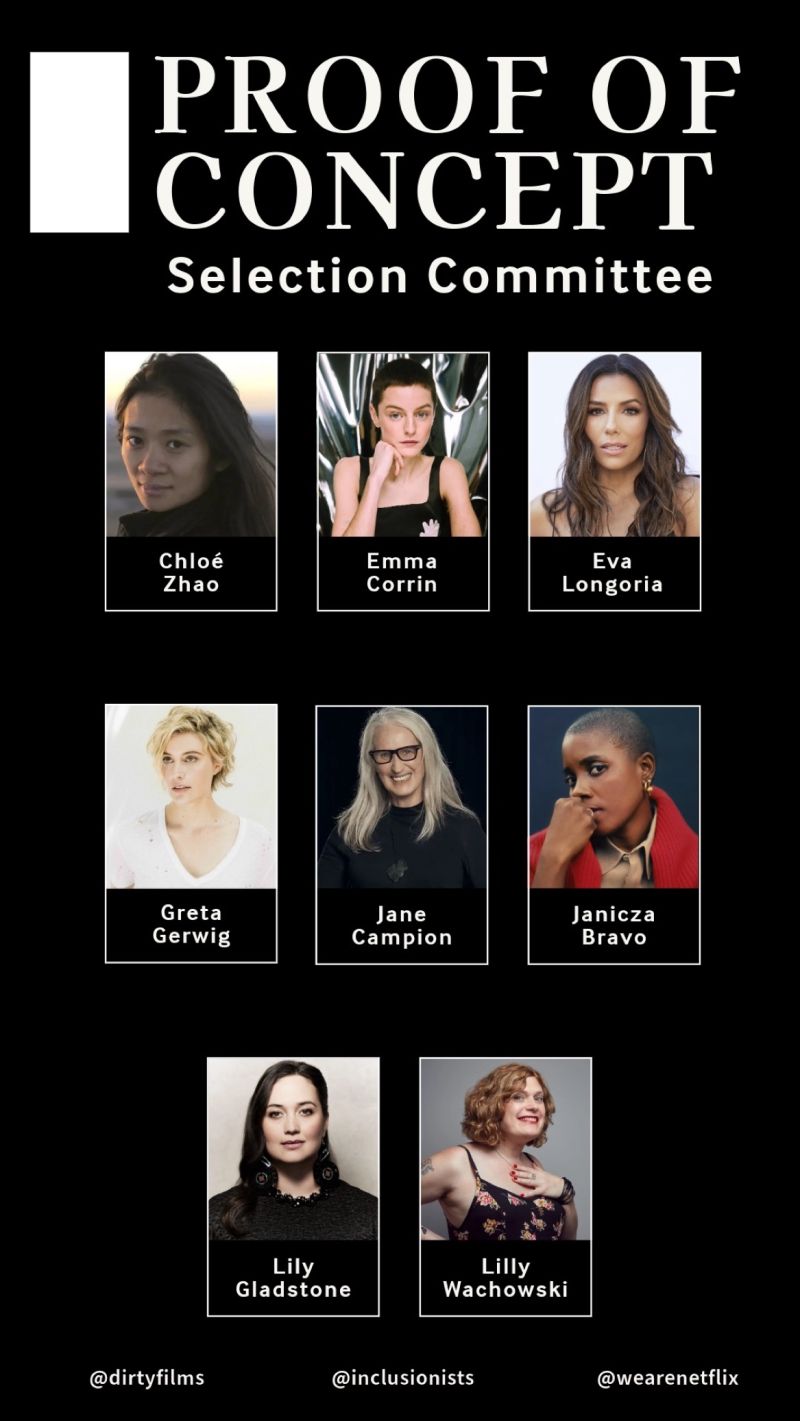 PROOF OF
CONCEPT
Selection Committee
Chloé
Zhao
Emma
Corrin
Eva
Longoria
Greta
Gerwig
Jane
Campion
Janicza
Bravo
Lily
Gladstone
Lilly
Wachowski
@dirtyfilms
@inclusionists
@wearenetflix